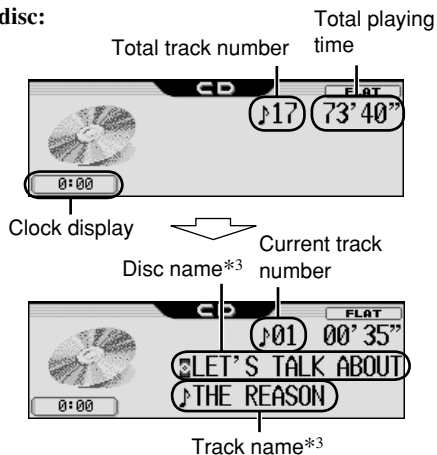 disc:
Total playing
time
Total track number
CD
FLAT
♪17 73’40”
0:00
Clock display
Current track
number
Disc name*3
CD
FLAT
♪01 00’35”
LET’S TALK ABOUT
♪THE REASON
0:00
Track name*3